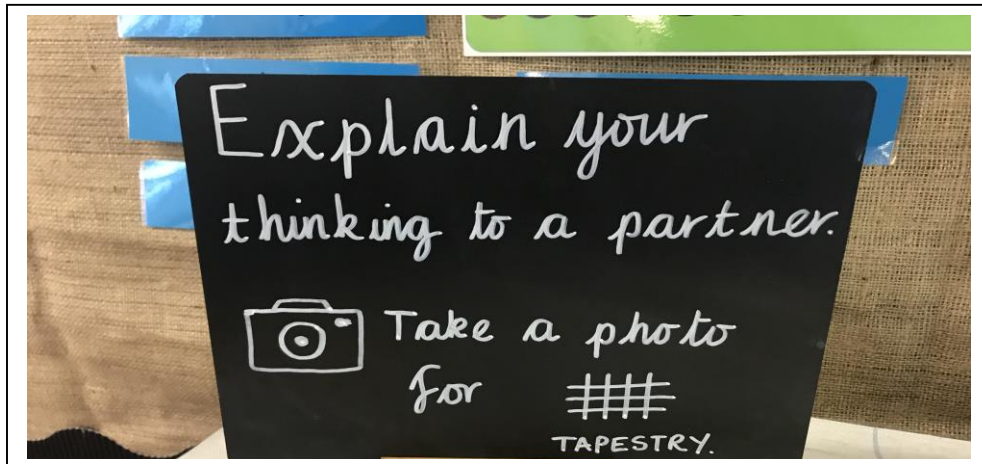 Explain your
thinking to a partner.
Take a photo
for
TAPESTRY.